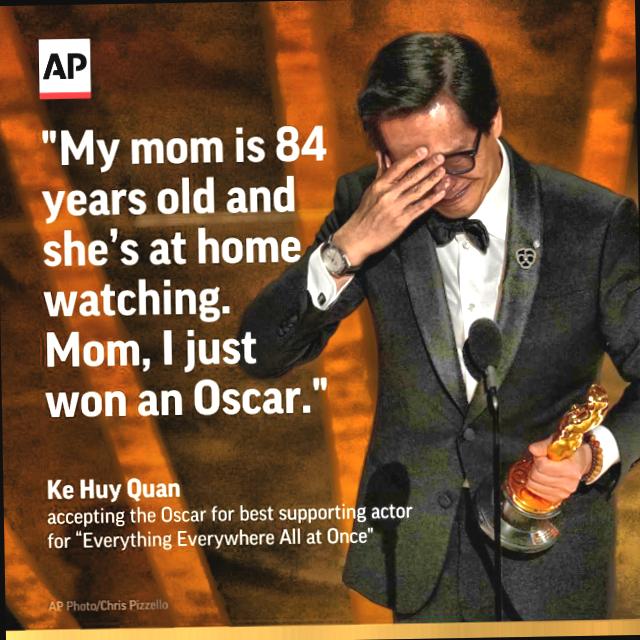 AP
"My mom is 84
years old and
she's at home
watching.
Mom, I just
won an Oscar."
Ke Huy Quan
accepting the Oscar for best supporting actor
for “Everything Everywhere All at Once”
AP Photo/Chris Pizzello